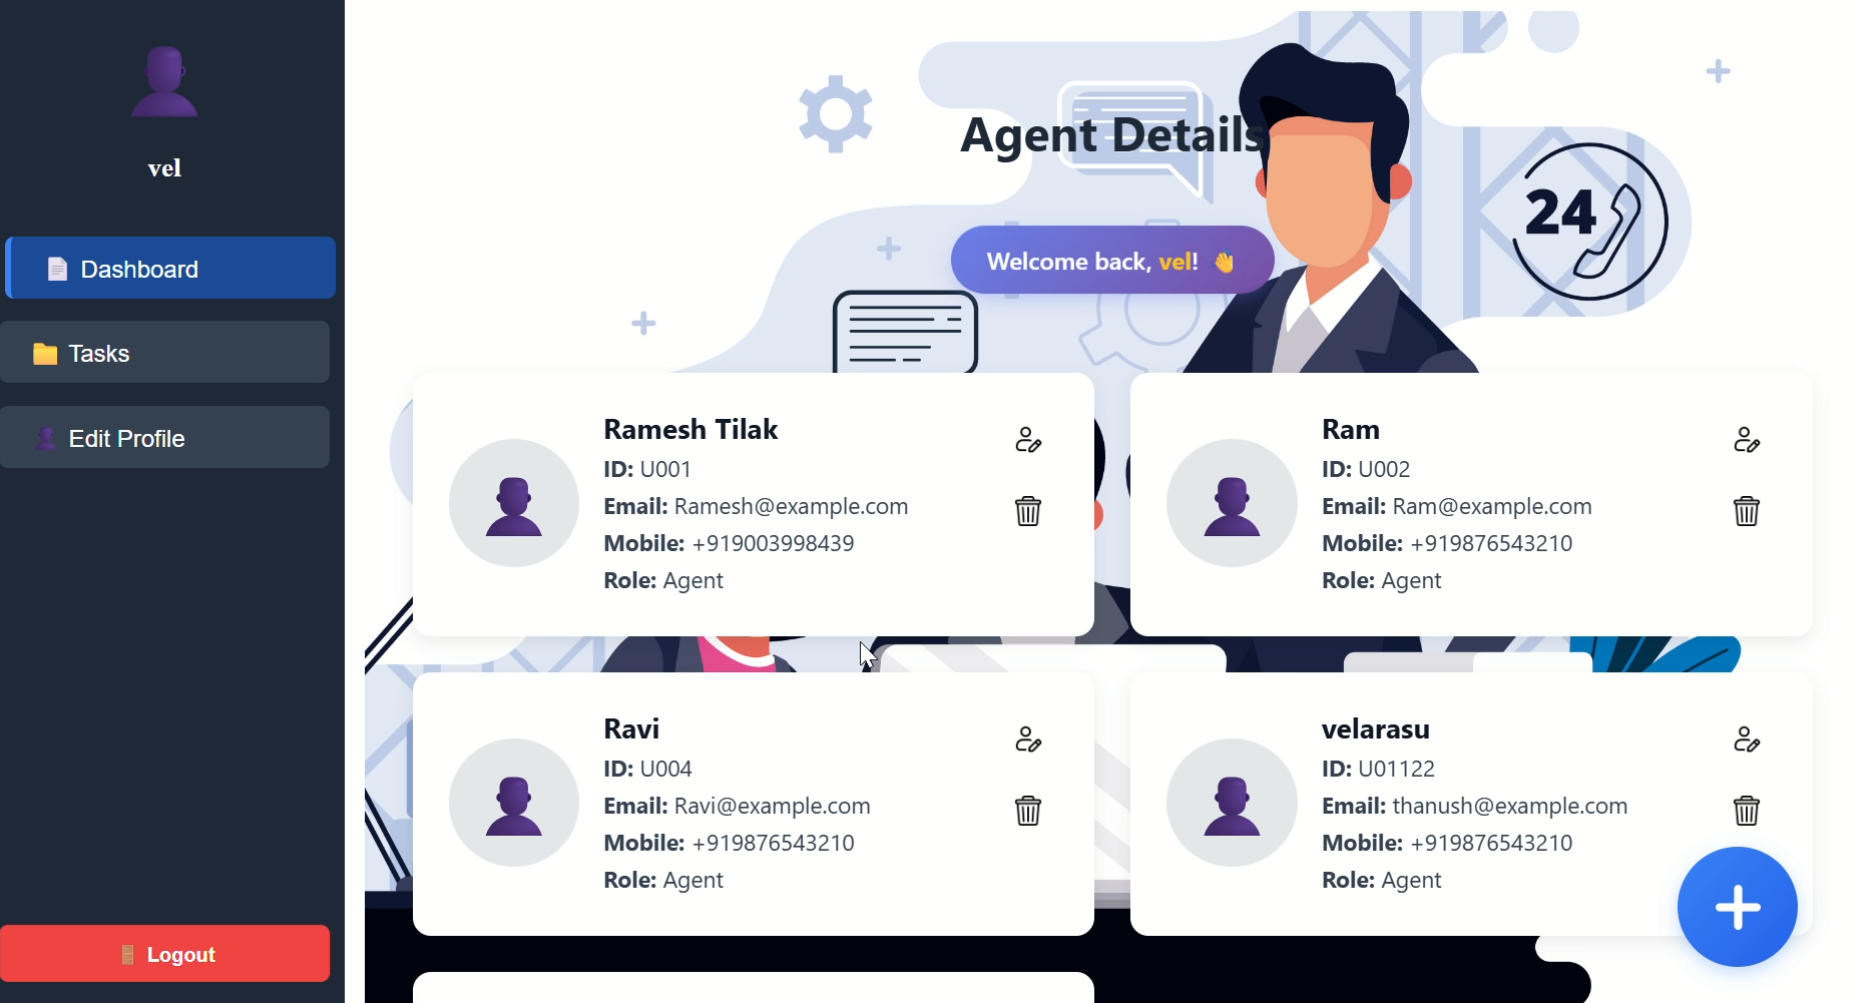 vel
Dashboard
Tasks
Edit Profile
Logout
Agent Details
Welcome back, vel! 👋
24
Ramesh Tilak
ID: U001
Email: Ramesh@example.com
Mobile: +919003998439
Role: Agent
Ram
ID: U002
Email: Ram@example.com
Mobile: +919876543210
Role: Agent
Ravi
ID: U004
Email: Ravi@example.com
Mobile: +919876543210
Role: Agent
velarasu
ID: U01122
Email: thanush@example.com
Mobile: +919876543210
Role: Agent